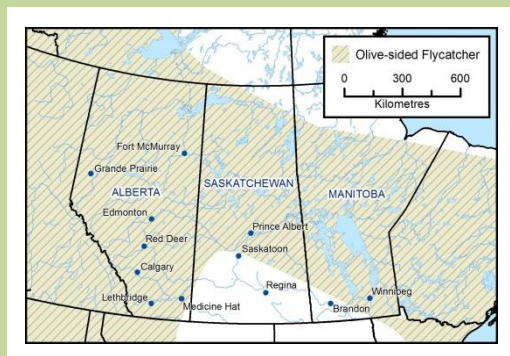 Olive-sided Flycatcher
0 300 600
Kilometres
Fort McMurray
Grande Prairie
ALBERTA
SASKATCHEWAN
MANITOBA
Edmonton
Prince Albert
Red Deer
Saskatoon
Calgary
Regina
Winnipeg
Lethbridge
Medicine Hat
Brandon